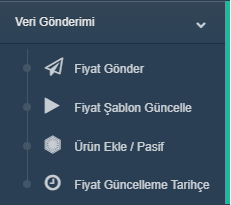 Veri Gönderimi
Fiyat Gönder
Fiyat Şablon Güncelle
Ürün Ekle / Pasif
Fiyat Güncelleme Tarihçe